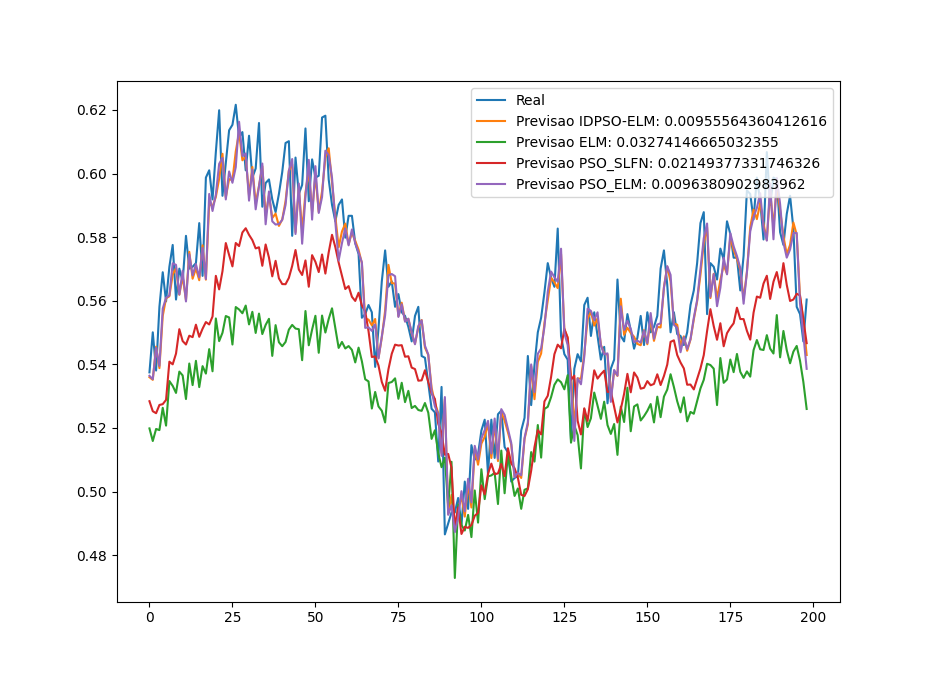 Real
Previsao IDPSO-ELM: 0.00955564360412616
Previsao ELM: 0.03274146665032355
Previsao PSO_SLFN: 0.02149377331746326
Previsao PSO_ELM: 0.0096380902983962
0.62
0.60
0.58
0.56
0.54
0.52
0.50
0.48
0 25 50 75 100 125 150 175 200